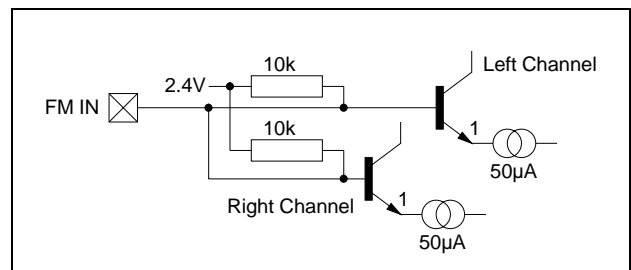 10k
Left Channel
2.4V
FM IN
10k
1
50μA
Right Channel
1
50μA